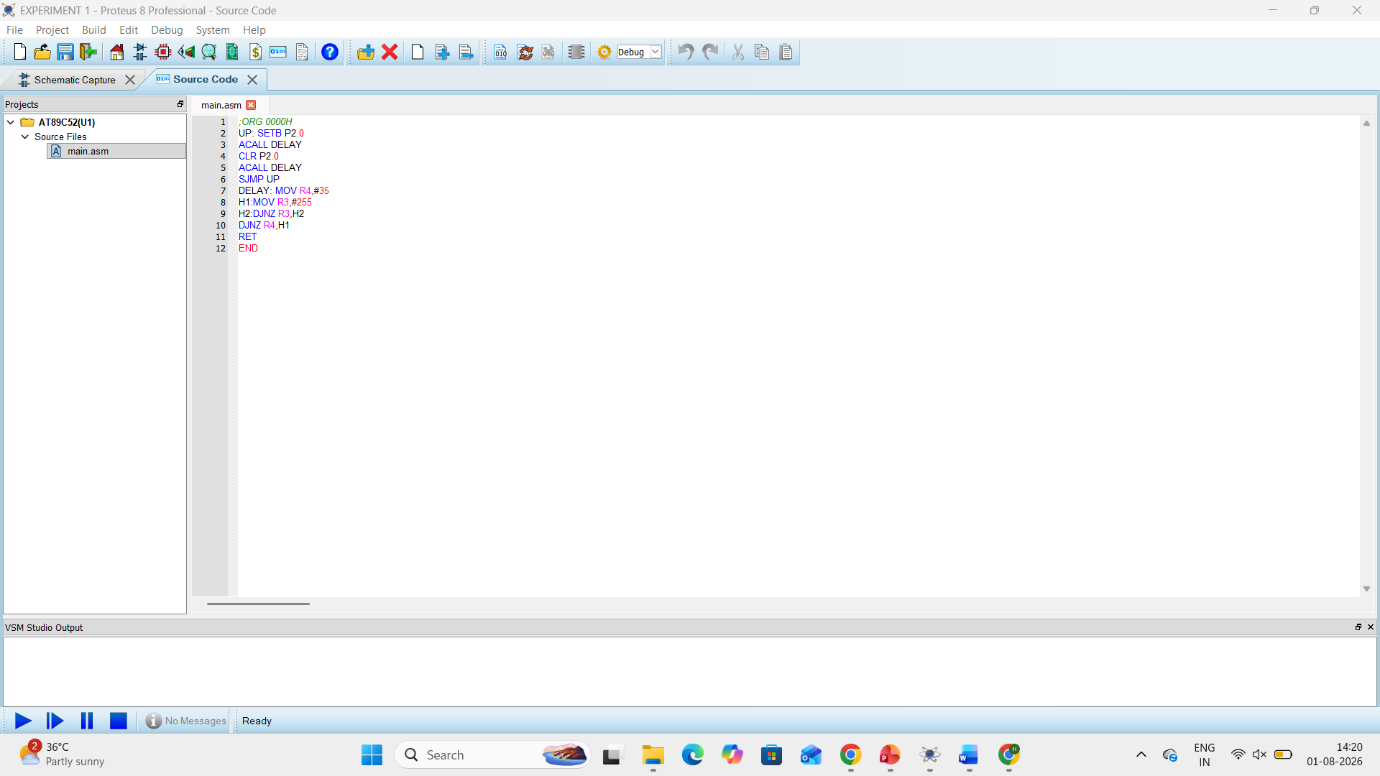 EXPERIMENT 1 - Proteus 8 Professional - Source Code
File Project Build Edit Debug System Help
Debug
Schematic Capture
Source Code
Projects
main.asm
AT89C52(U1)
Source Files
main.asm
1 ;ORG 0000H
2 UP: SETB P2.0
3 ACALL DELAY
4 CLR P2.0
5 ACALL DELAY
6 SJMP UP
7 DELAY: MOV R4,#35
8 H1:MOV R3,#255
9 H2:DJNZ R3,H2
10 DJNZ R4,H1
11 RET
12 END
VSM Studio Output
No Messages
Ready
2
36°C
Partly sunny
Search
ENG
IN
14:20
01-08-2026